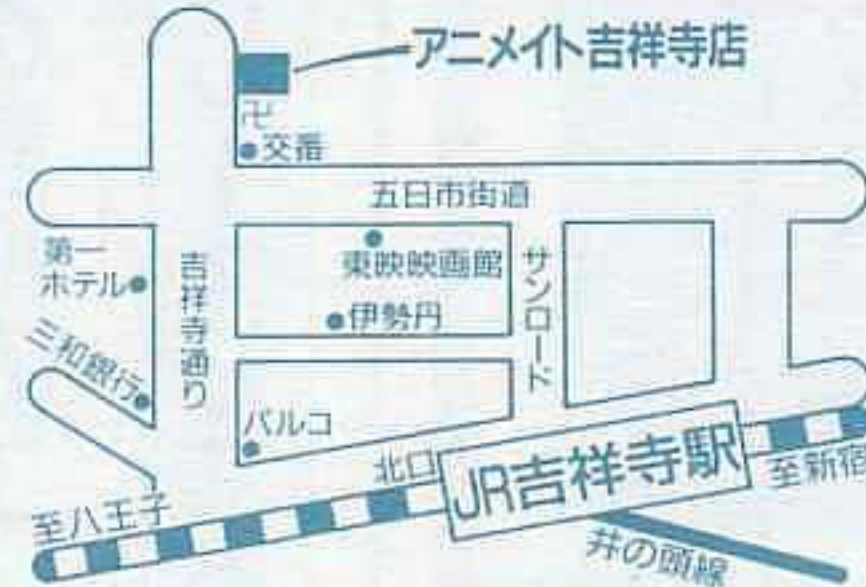 アニメイト吉祥寺店
卍
交番
五日市街道
第一
ホテル
吉祥寺通り
東映映画館
サンロード
伊勢丹
三和銀行
パルコ
北口
JR吉祥寺駅
至新宿
至八王子
井の頭線